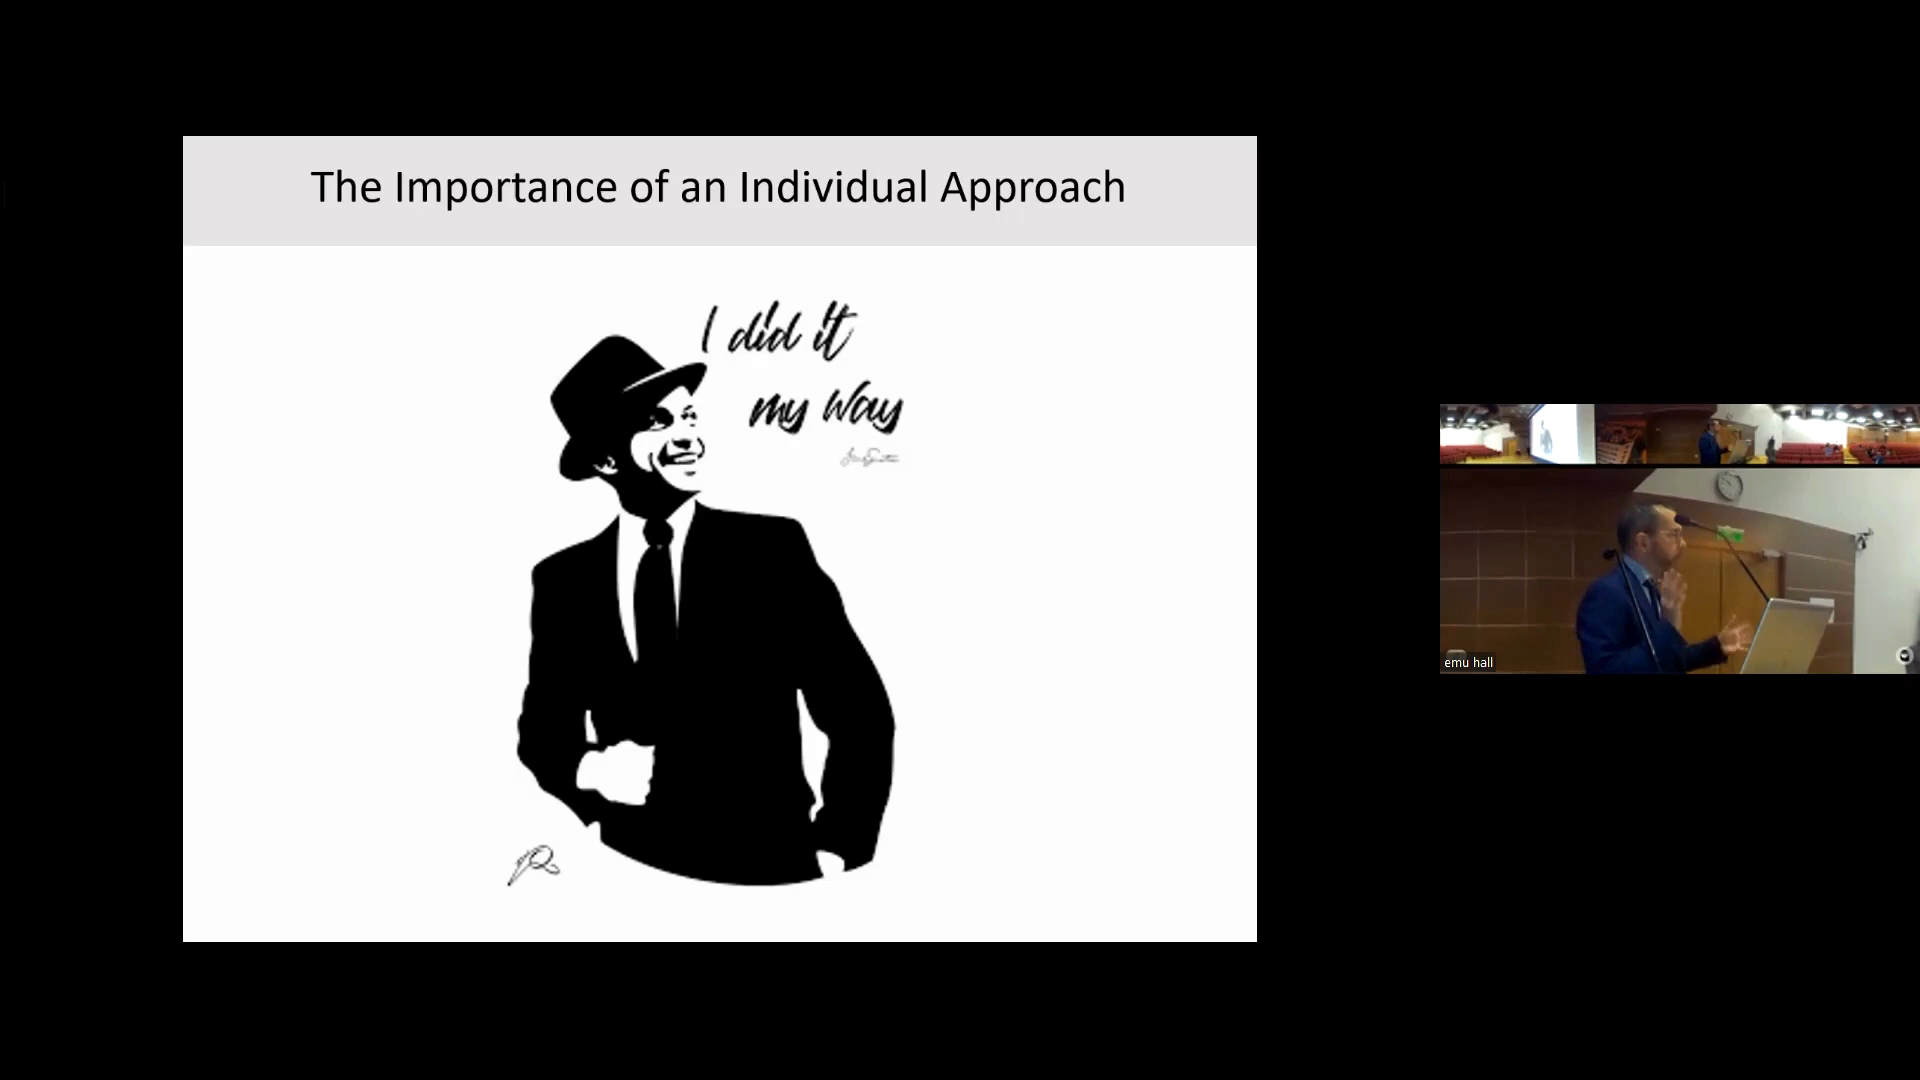 The Importance of an Individual Approach
I did it
my way
emu hall